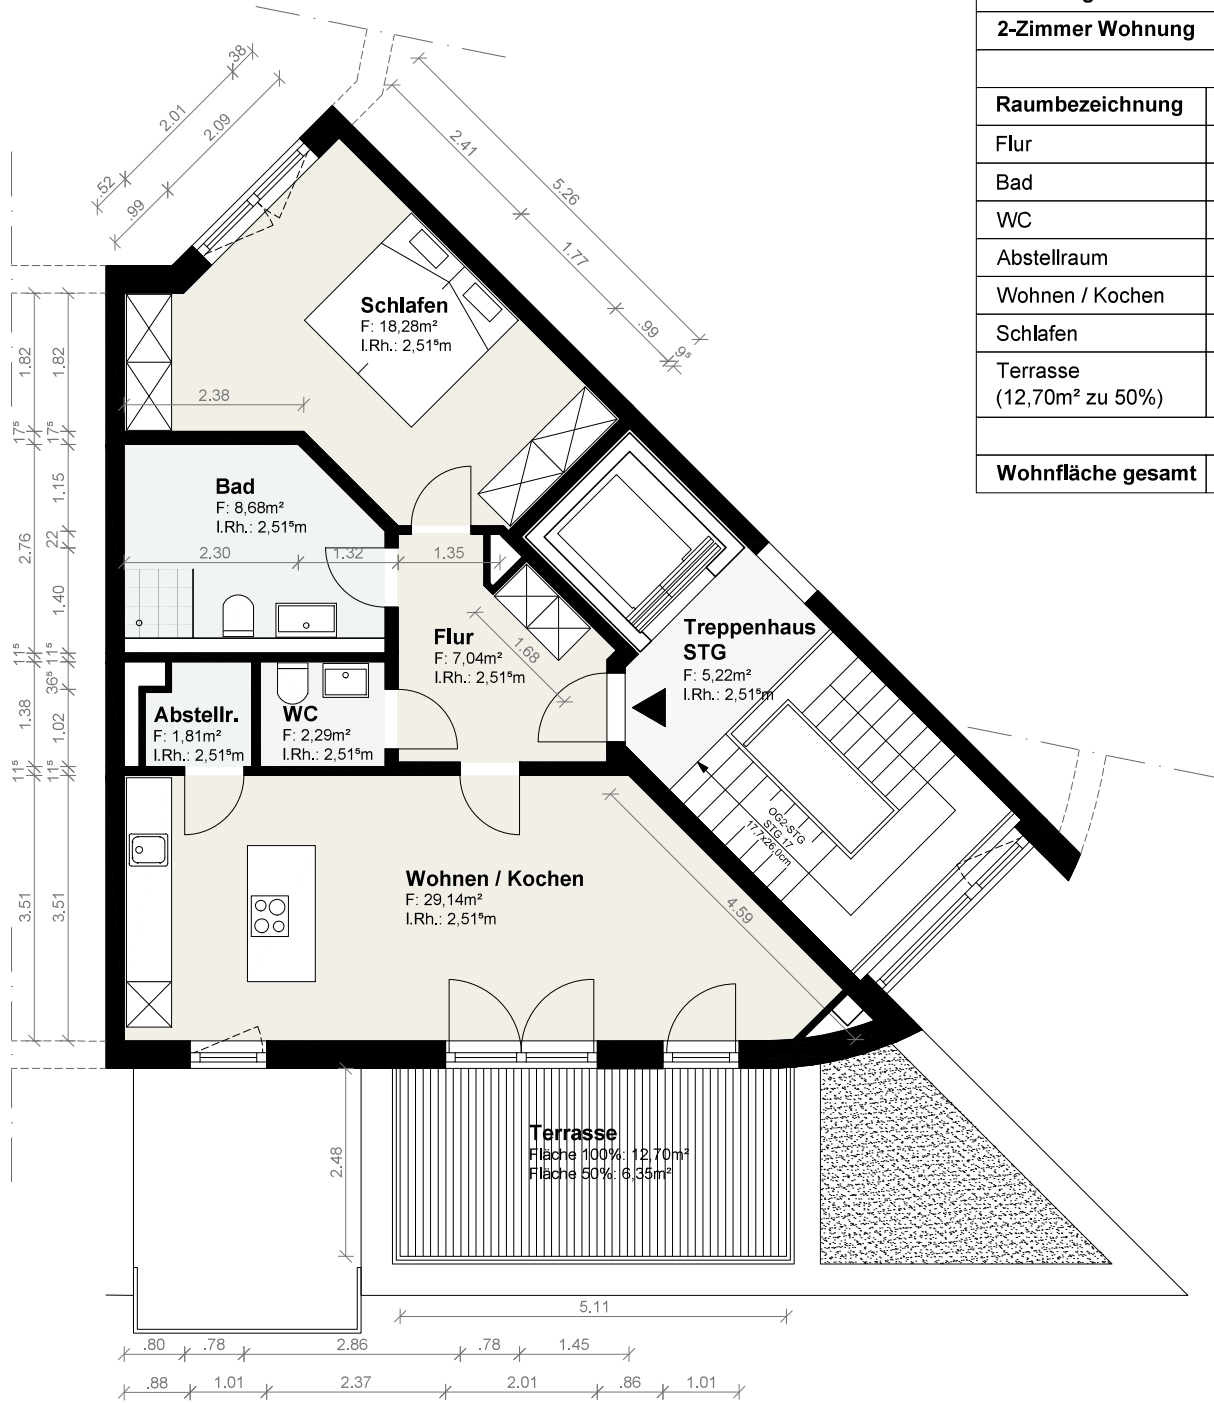 2-Zimmer Wohnung
Raumbezeichnung
Flur
Bad
WC
Abstellraum
Wohnen / Kochen
Schlafen
Terrasse
(12,70m² zu 50%)
Wohnfläche gesamt
.38
2.01
2.09
.52
.99
2.41
5.26
1.77
.99
9⁵
Schlafen
F: 18,28m²
I.Rh.: 2,51⁵m
1.82
1.82
2.38
17⁵
17⁵
Bad
F: 8,68m²
I.Rh.: 2,51⁵m
1.15
2.76
22
2.30
1.32
1.35
1.40
Flur
F: 7,04m²
I.Rh.: 2,51⁵m
1.68
Treppenhaus
STG
F: 5,22m²
I.Rh.: 2,51⁵m
11⁵
11⁵
36⁵
1.38
1.02
Abstellr.
F: 1,81m²
I.Rh.: 2,51⁵m
WC
F: 2,29m²
I.Rh.: 2,51⁵m
11⁵
11⁵
OG2-STG
STG 17
17,7x26,0cm
3.51
3.51
Wohnen / Kochen
F: 29,14m²
I.Rh.: 2,51⁵m
4.59
2.48
Terrasse
Fläche 100%: 12,70m²
Fläche 50%: 6,35m²
5.11
.80
.78
2.86
.78
1.45
.88
1.01
2.37
2.01
.86
1.01